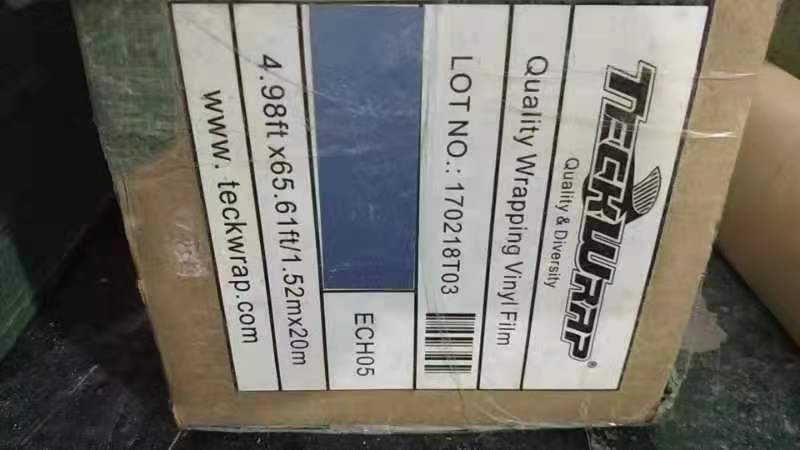 TECKWRAP®
Quality & Diversity
Quality Wrapping Vinyl Film
LOT NO.: 170218T03
ECH05
4.98ft x65.61ft/1.52mx20m
www.teckwrap.com